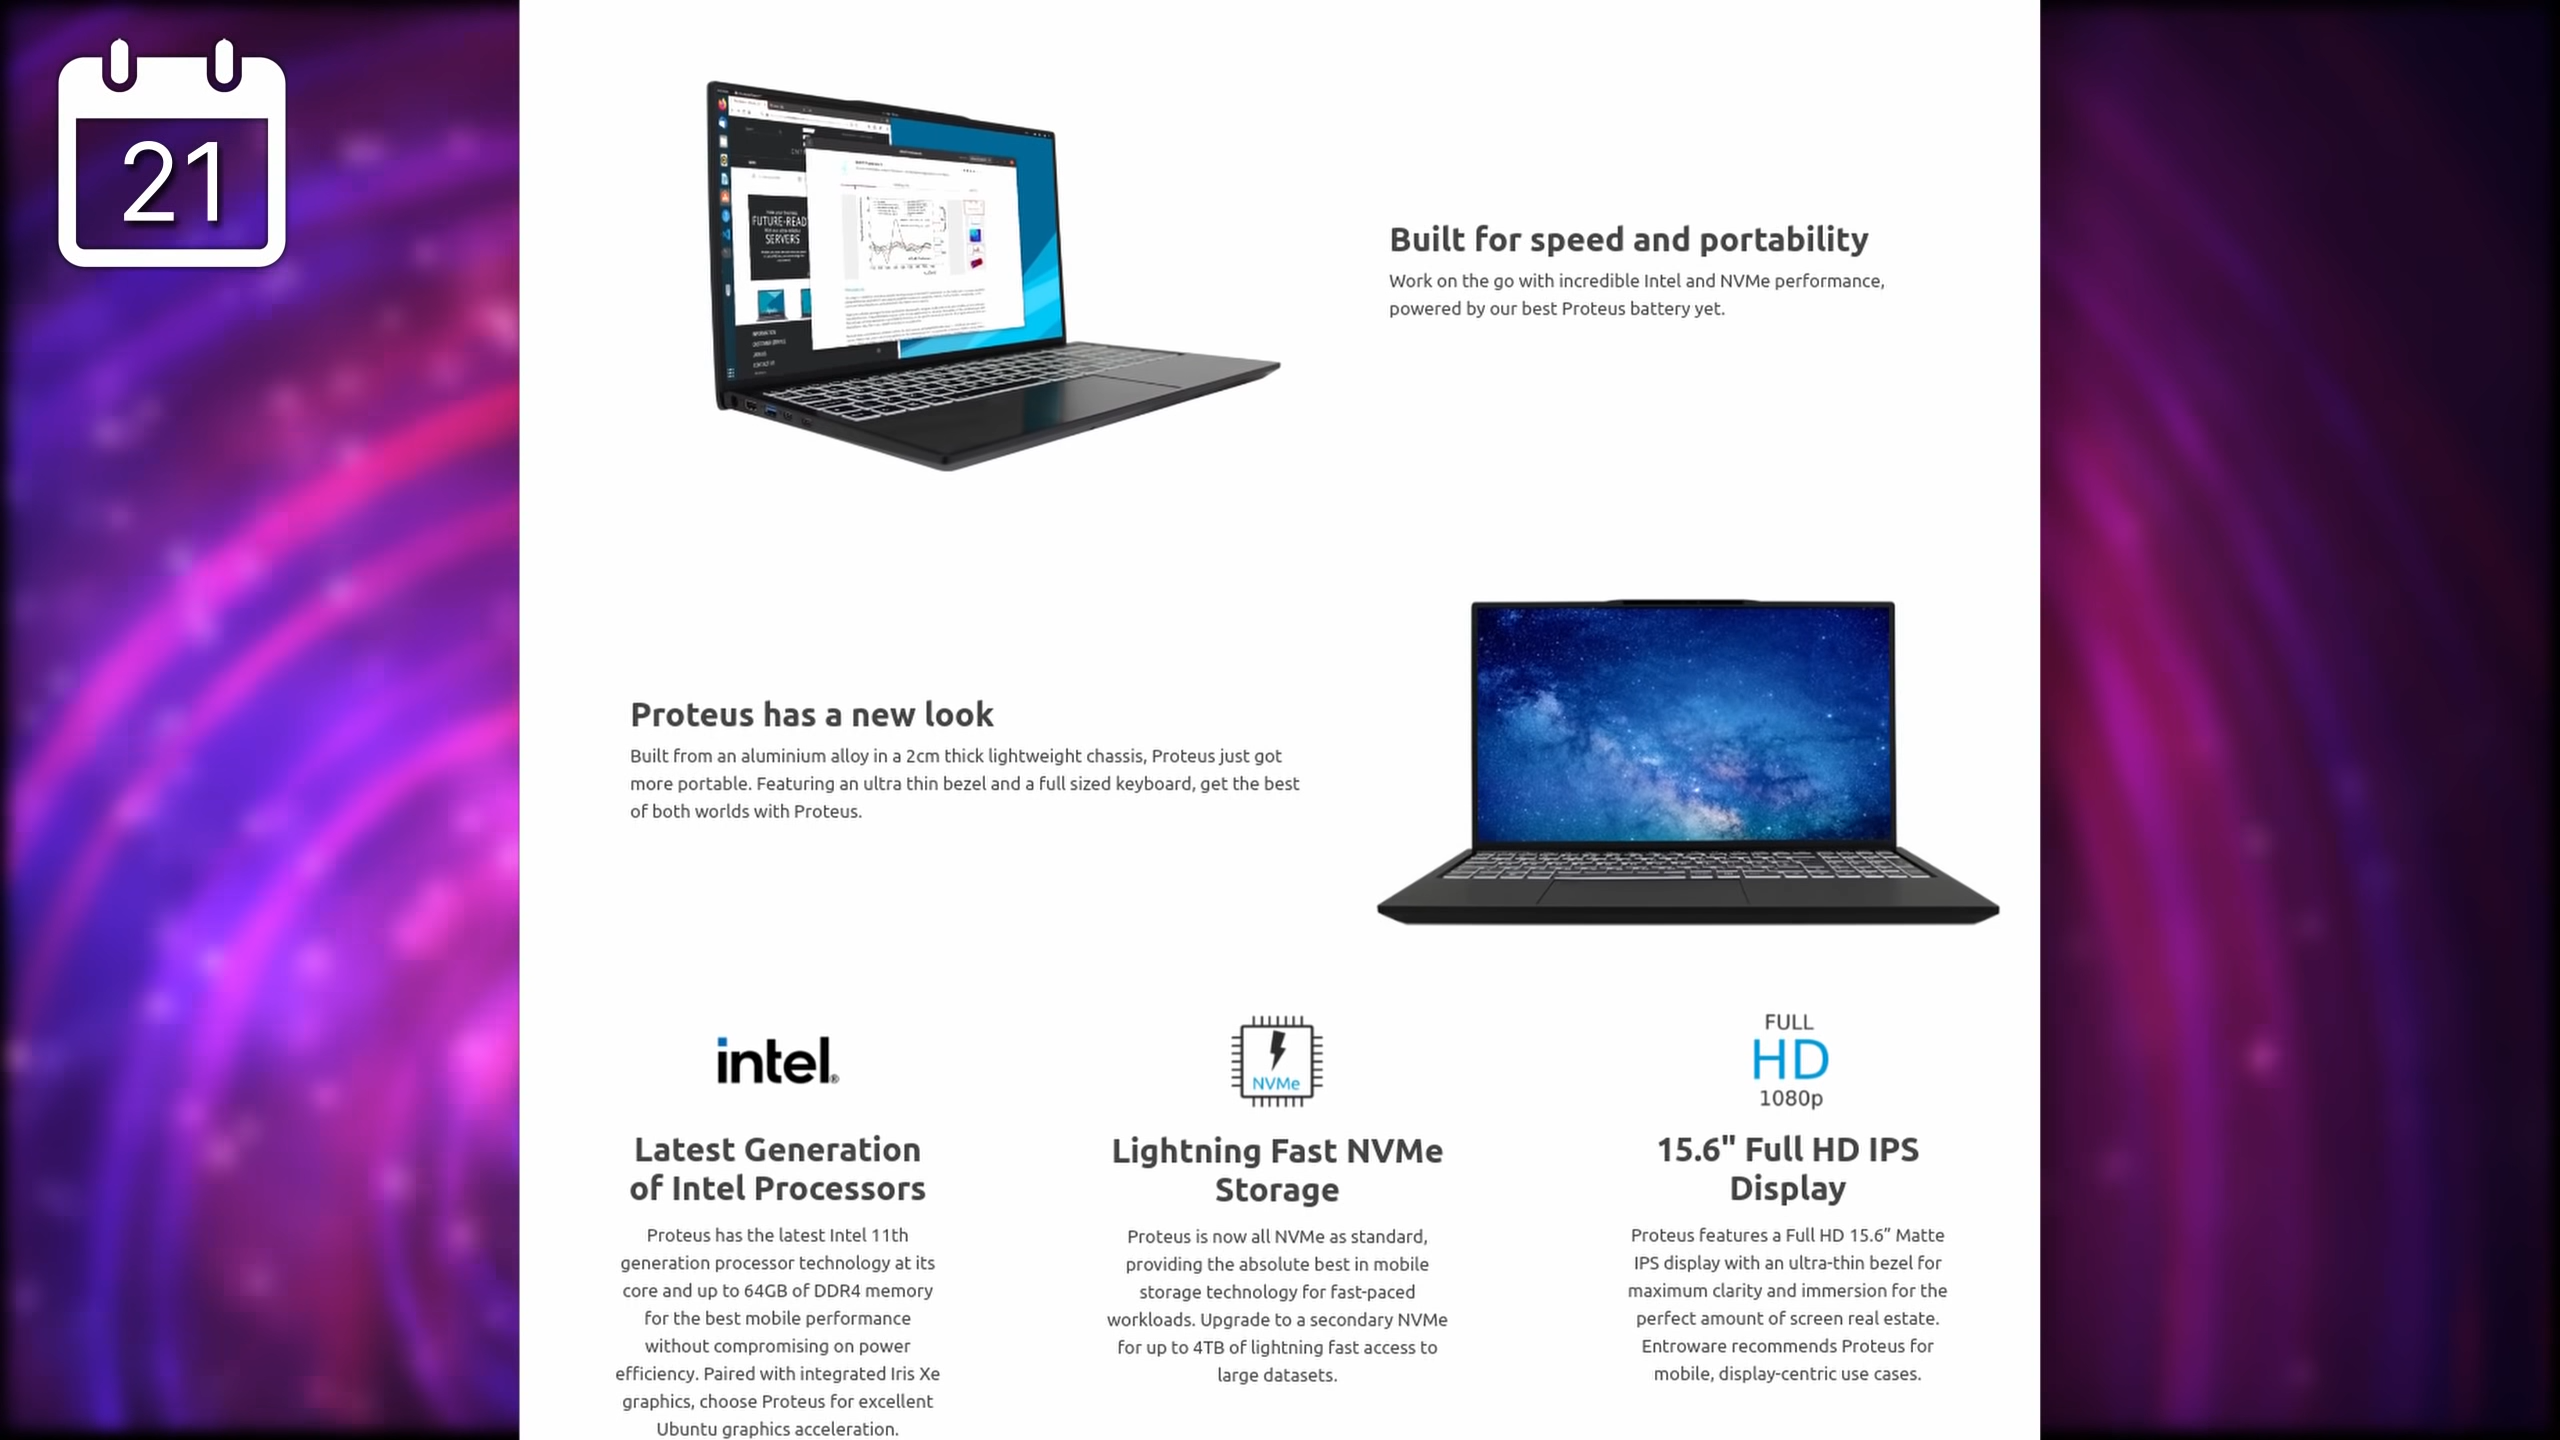 21
FUTURE-READ
SERVERS
Built for speed and portability
Work on the go with incredible Intel and NVMe performance,
powered by our best Proteus battery yet.
Proteus has a new look
Built from an aluminium alloy in a 2cm thick lightweight chassis, Proteus just got
more portable. Featuring an ultra thin bezel and a full sized keyboard, get the best
of both worlds with Proteus.
intel®
Latest Generation
of Intel Processors
Proteus has the latest Intel 11th
generation processor technology at its
core and up to 64GB of DDR4 memory
for the best mobile performance
without compromising on power
efficiency. Paired with integrated Iris Xe
graphics, choose Proteus for excellent
Ubuntu graphics acceleration.
NVMe
Lightning Fast NVMe
Storage
Proteus is now all NVMe as standard,
providing the absolute best in mobile
storage technology for fast-paced
workloads. Upgrade to a secondary NVMe
for up to 4TB of lightning fast access to
large datasets.
FULL
HD
1080p
15.6" Full HD IPS
Display
Proteus features a Full HD 15.6” Matte
IPS display with an ultra-thin bezel for
maximum clarity and immersion for the
perfect amount of screen real estate.
Entroware recommends Proteus for
mobile, display-centric use cases.